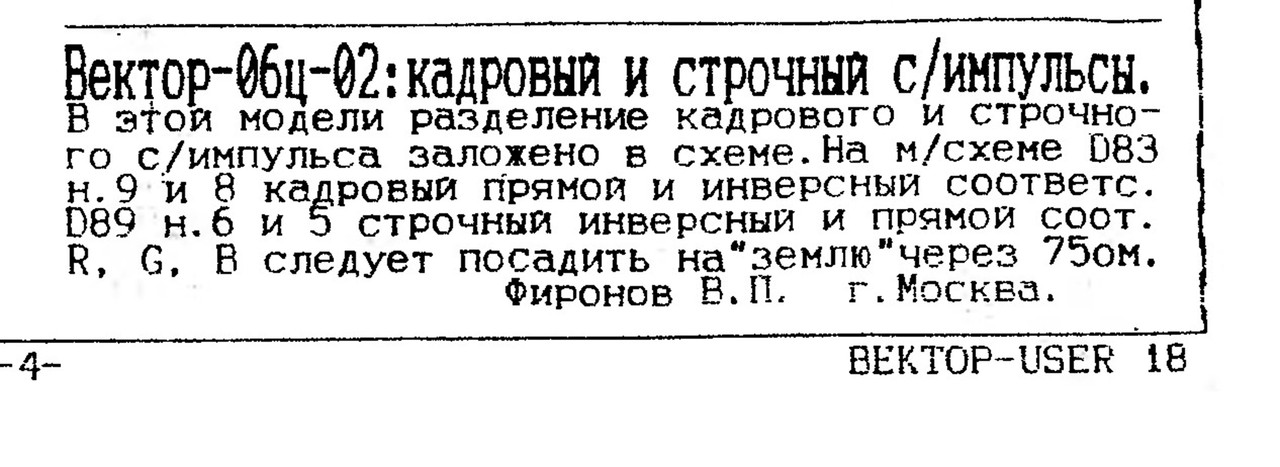 Вектор-06ц-02:кадровый и строчный с/импульсы.
В этой модели разделение кадрового и строчно-
го с/импульса заложено в схеме.На м/схеме D83
н.9 и 8 кадровый прямой и инверсный соответс.
D89 н.6 и 5 строчный инверсный и прямой соот.
R, G, B следует посадить на"землю"через 75ом.
Фиронов В.П. г.Москва.
-4- ВЕКТОР-USER 18